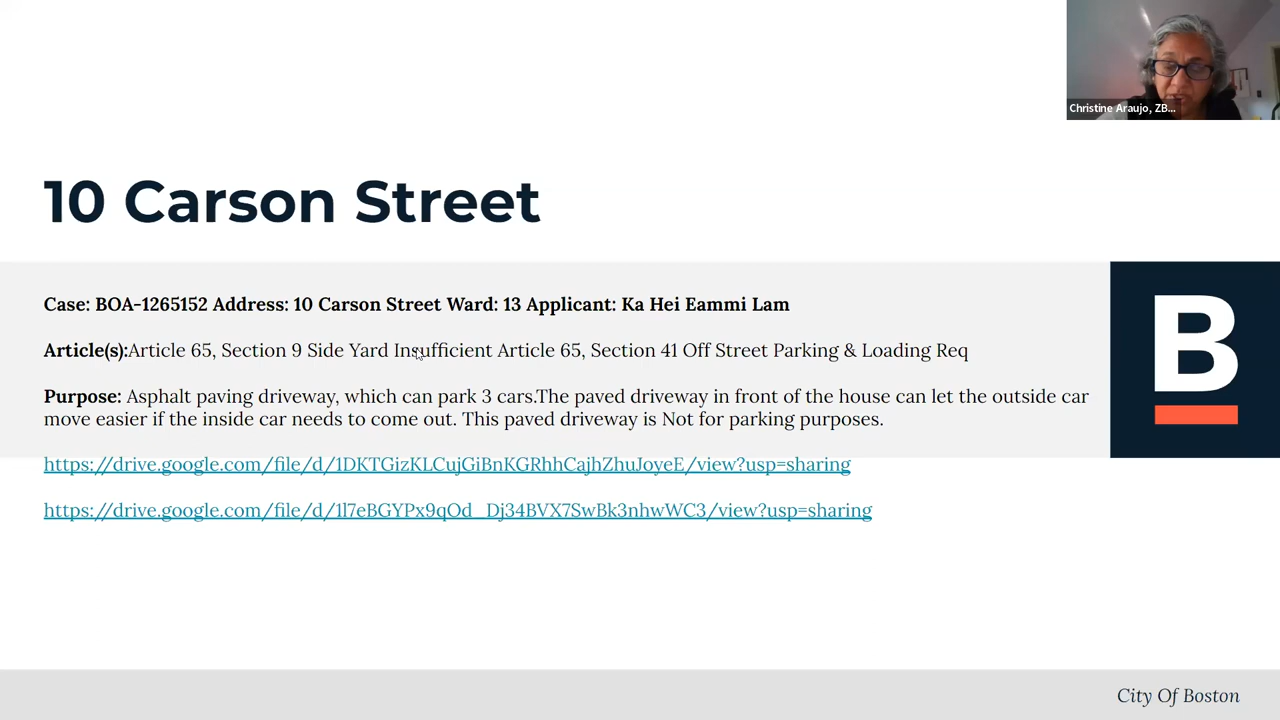 Christine Araujo, ZB...
10 Carson Street
Case: BOA-1265152 Address: 10 Carson Street Ward: 13 Applicant: Ka Hei Eammi Lam
Article(s):Article 65, Section 9 Side Yard Insufficient Article 65, Section 41 Off Street Parking & Loading Req
Purpose: Asphalt paving driveway, which can park 3 cars.The paved driveway in front of the house can let the outside car
move easier if the inside car needs to come out. This paved driveway is Not for parking purposes.
B
https://drive.google.com/file/d/1DKTGizKLCujGiBnKGRhhCajhZhuJoyeE/view?usp=sharing
https://drive.google.com/file/d/1l7eBGYPx9qOd_Dj34BVX7SwBk3nhwWC3/view?usp=sharing
City Of Boston